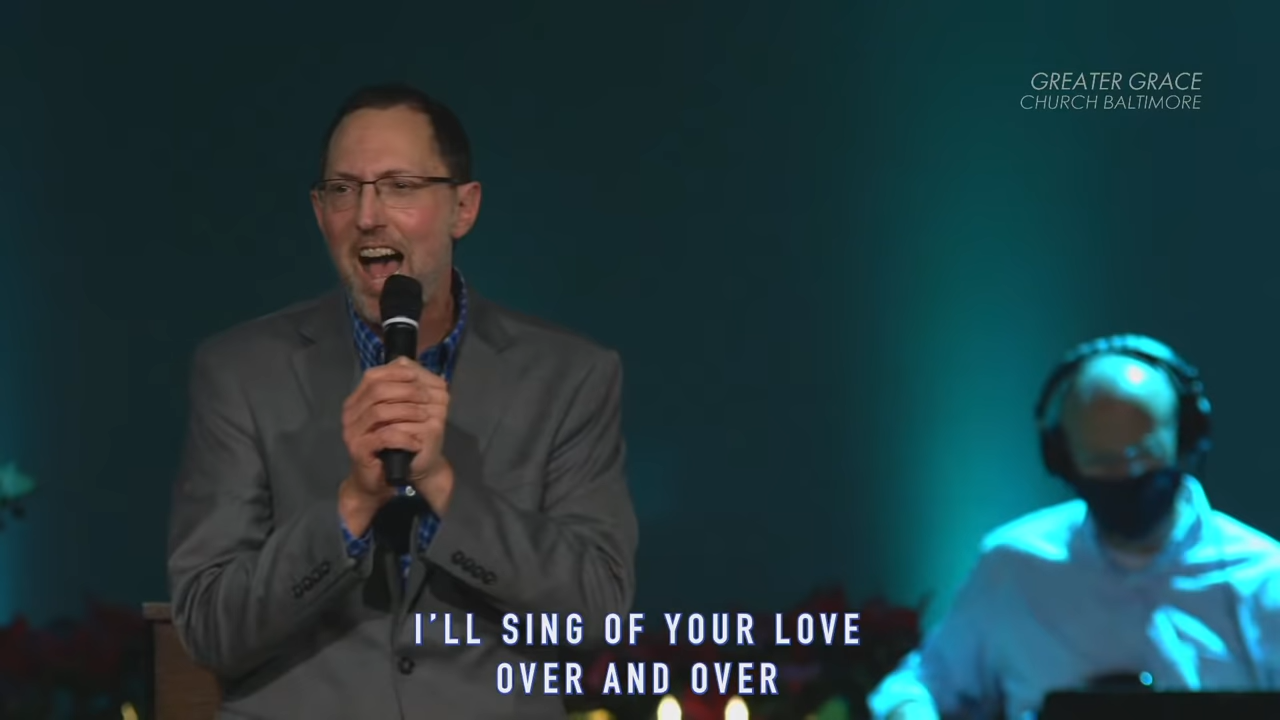 GREATER GRACE
CHURCH BALTIMORE
I'LL SING OF YOUR LOVE
OVER AND OVER